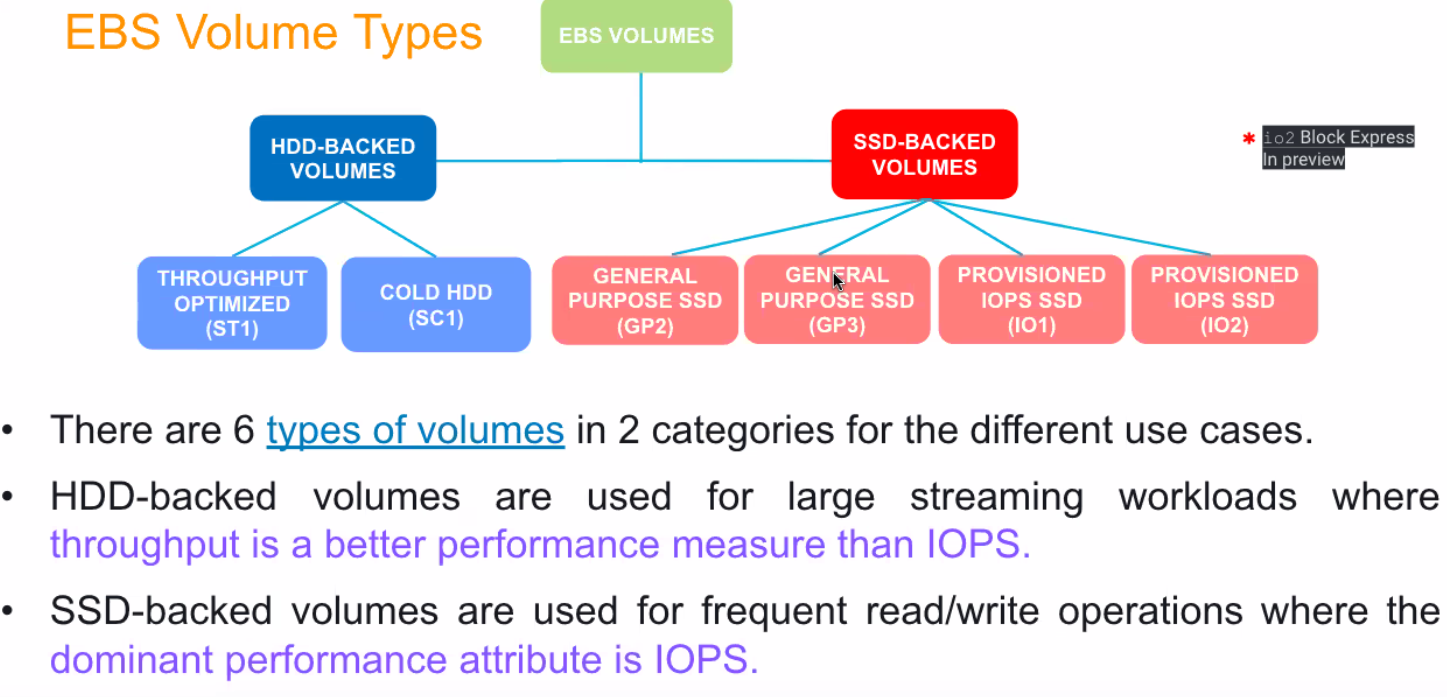 EBS Volume Types
EBS VOLUMES
HDD-BACKED
VOLUMES
SSD-BACKED
VOLUMES
* io2 Block Express
In preview
THROUGHPUT
OPTIMIZED
(ST1)
COLD HDD
(SC1)
GENERAL
PURPOSE SSD
(GP2)
GENERAL
PURPOSE SSD
(GP3)
PROVISIONED
IOPS SSD
(IO1)
PROVISIONED
IOPS SSD
(IO2)
• There are 6 types of volumes in 2 categories for the different use cases.
• HDD-backed volumes are used for large streaming workloads where
throughput is a better performance measure than IOPS.
• SSD-backed volumes are used for frequent read/write operations where the
dominant performance attribute is IOPS.